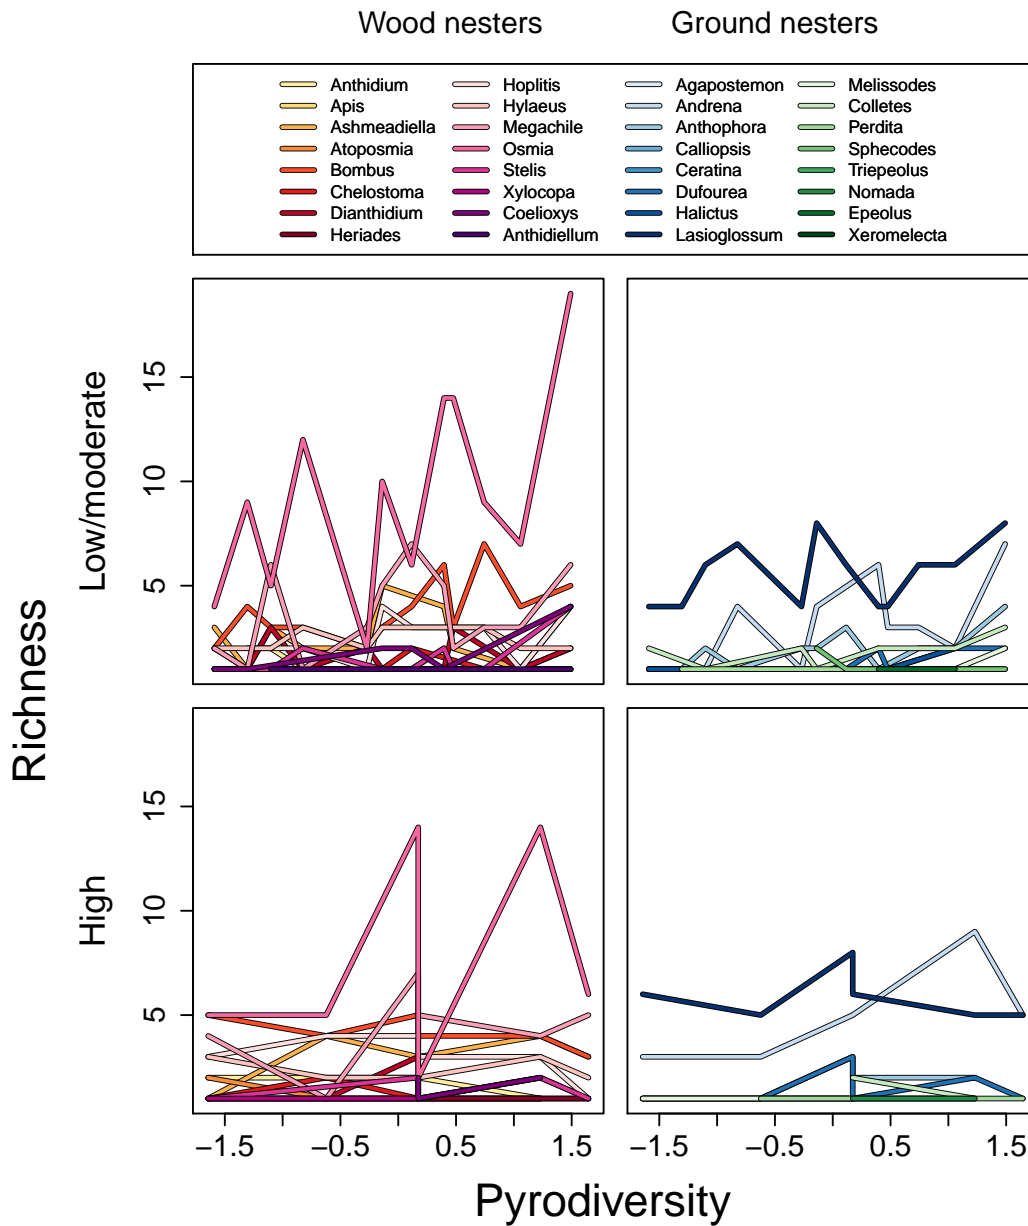 Wood nesters Ground nesters
Anthidium Hoplitis Agapostemon Melissodes
Apis Hylaeus Andrena Colletes
Ashmeadiella Megachile Anthophora Perdita
Atoposmia Osmia Calliopsis Sphecodes
Bombus Stelis Ceratina Triepeolus
Chelostoma Xylocopa Dufourea Nomada
Dianthidium Coelioxys Halictus Epeolus
Heriades Anthidiellum Lasioglossum Xeromelecta
Low/moderate
15
10
5
Richness
High
15
10
5
−1.5 −0.5 0.5 1.5 −1.5 −0.5 0.5 1.5
Pyrodiversity